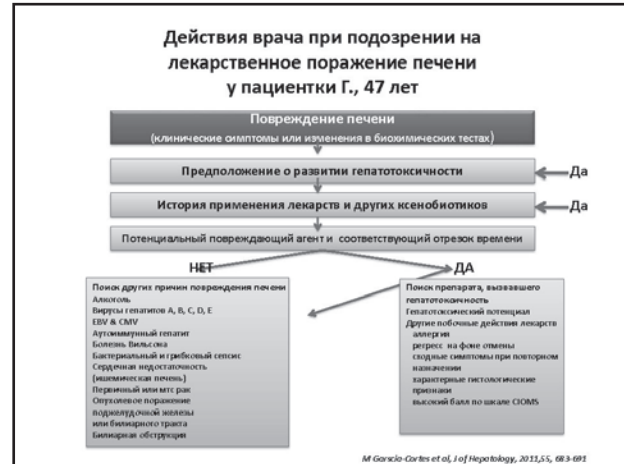 Действия врача при подозрении на
лекарственное поражение печени
у пациентки Г., 47 лет
Повреждение печени
(клинические симптомы или изменения в биохимических тестах)
Предположение о развитии гепатотоксичности
Да
История применения лекарств и других ксенобиотиков
Да
Потенциальный повреждающий агент и соответствующий отрезок времени
НЕТ
ДА
Поиск других причин повреждения печени
Алкоголь
Вирусы гепатитов А, В, С, D, Е
EBV & CMV
Аутоиммунный гепатит
Болезнь Вильсона
Бактериальный и грибковый сепсис
Сердечная недостаточность
(ишемическая печень)
Первичный или мтс рак
Опухолевое поражение
поджелудочной железы
или билиарного тракта
Билиарная обструкция
Поиск препарата, вызвавшего
гепатотоксичность
Гепатотоксический потенциал
Другие побочные действия лекарств
аллергия
регресс на фоне отмены
сходные симптомы при повторном
назначении
характерные гистологические
признаки
высокий балл по шкале CIOMS
M Garscia-Cortes et al, J of Hepatology, 2011,55, 683-691